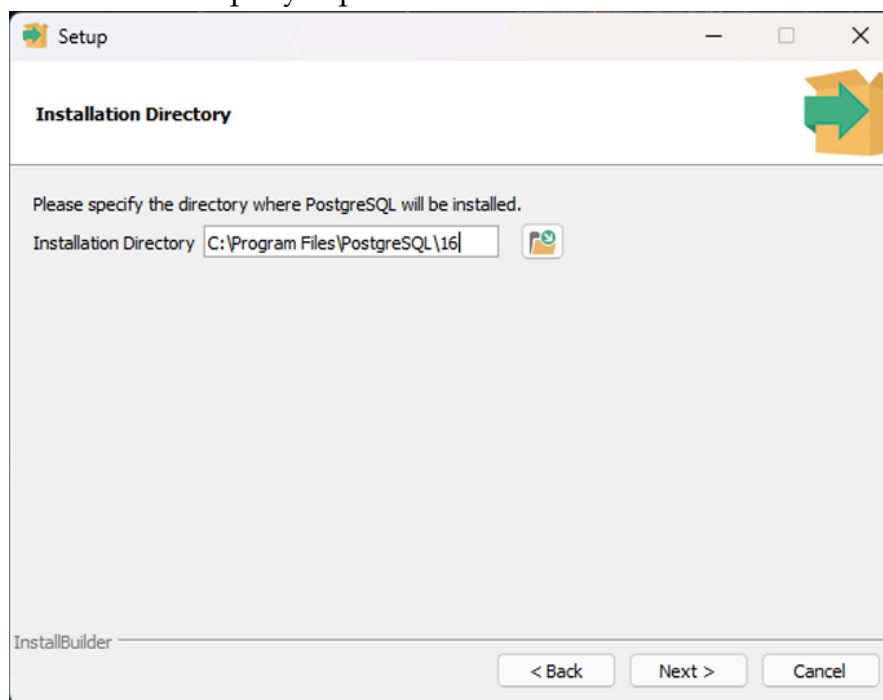 Setup
Installation Directory
Please specify the directory where PostgreSQL will be installed.
Installation Directory C:\Program Files\PostgreSQL\16
InstallBuilder
< Back Next > Cancel